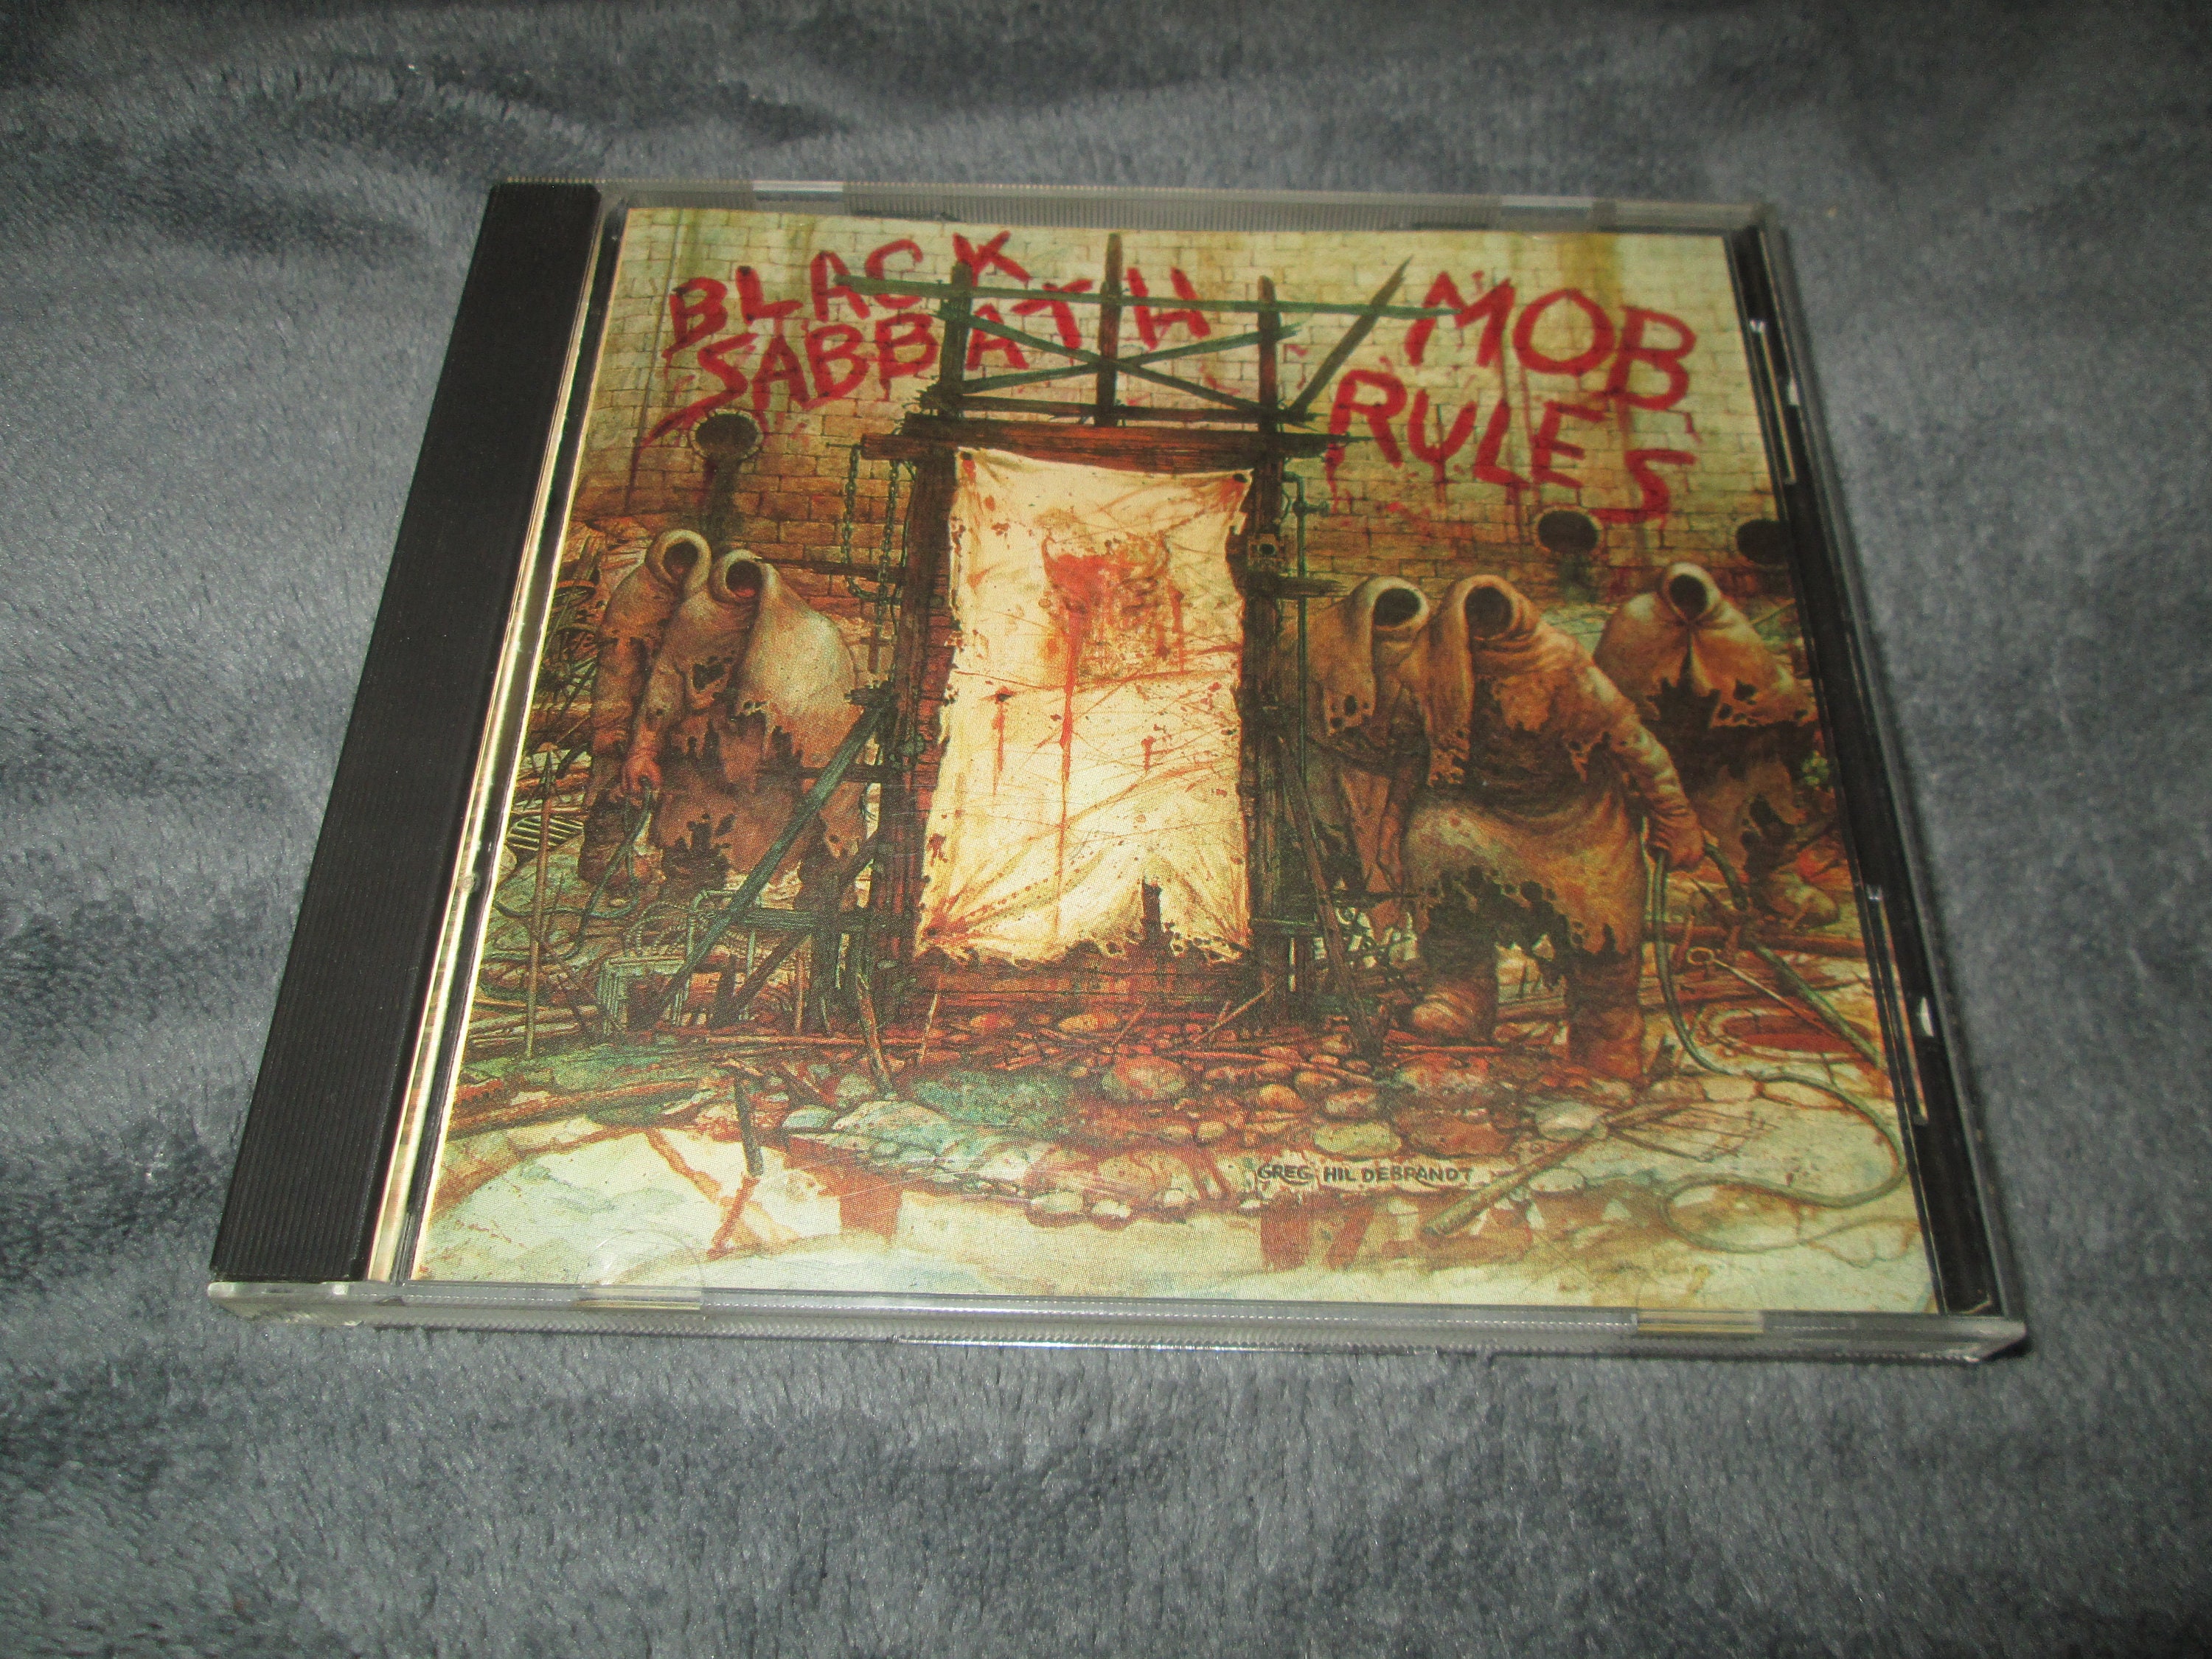 BLACK
SABBATH
MOB
RULES
GREG HILDEBRANDT